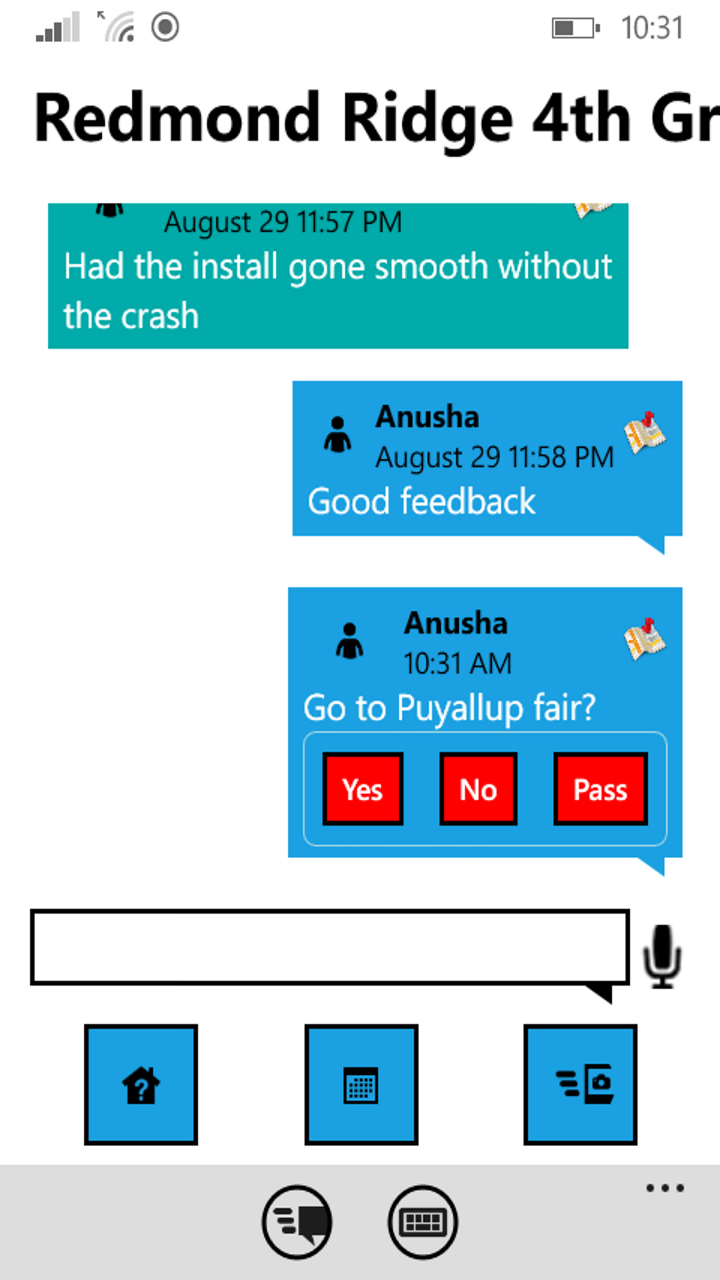 10:31
Redmond Ridge 4th Gr
August 29 11:57 PM
Had the install gone smooth without
the crash
Anusha
August 29 11:58 PM
Good feedback
Anusha
10:31 AM
Go to Puyallup fair?
Yes No Pass